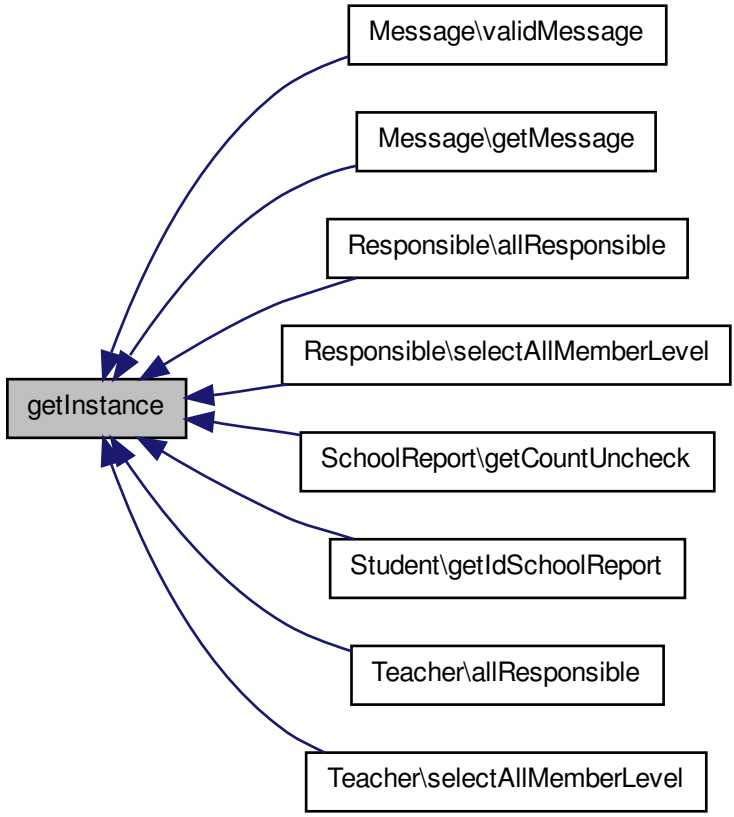 Message\validMessage
Message\getMessage
Responsible\allResponsible
Responsible\selectAllMemberLevel
getInstance
SchoolReport\getCountUncheck
Student\getIdSchoolReport
Teacher\allResponsible
Teacher\selectAllMemberLevel